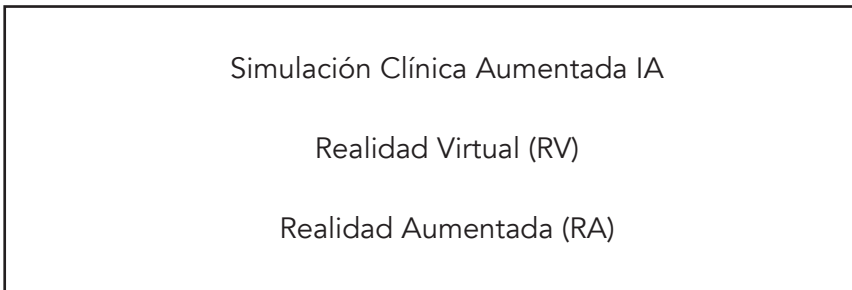 Simulación Clínica Aumentada IA
Realidad Virtual (RV)
Realidad Aumentada (RA)